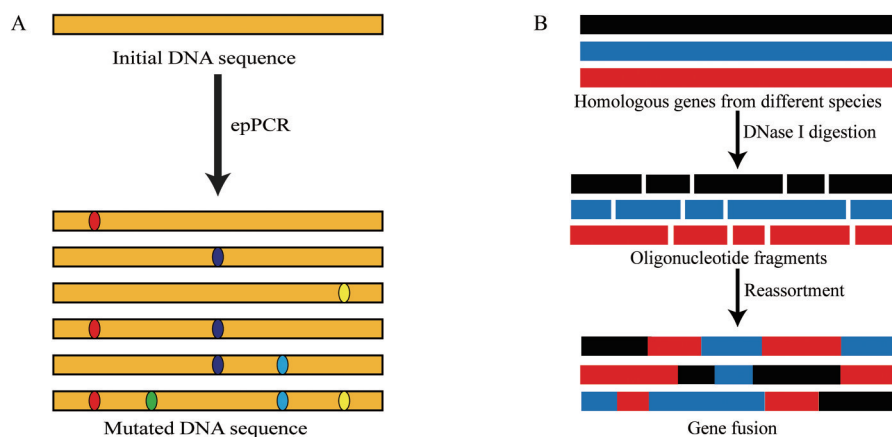 A
Initial DNA sequence
epPCR
Mutated DNA sequence
B
Homologous genes from different species
DNase I digestion
Oligonucleotide fragments
Reassortment
Gene fusion